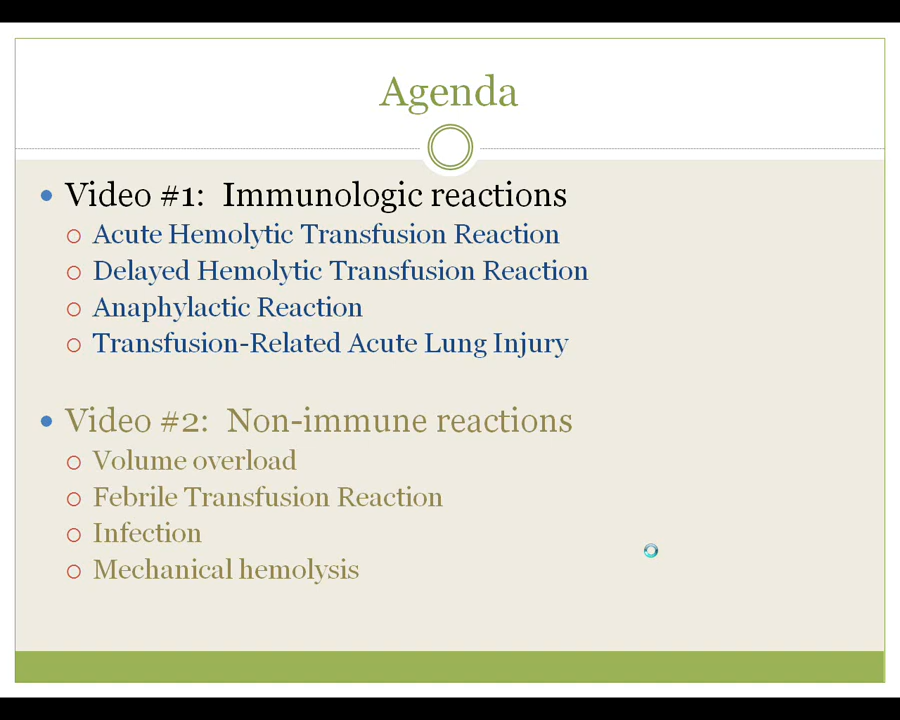 Agenda
Video #1: Immunologic reactions
Acute Hemolytic Transfusion Reaction
Delayed Hemolytic Transfusion Reaction
Anaphylactic Reaction
Transfusion-Related Acute Lung Injury
Video #2: Non-immune reactions
Volume overload
Febrile Transfusion Reaction
Infection
Mechanical hemolysis